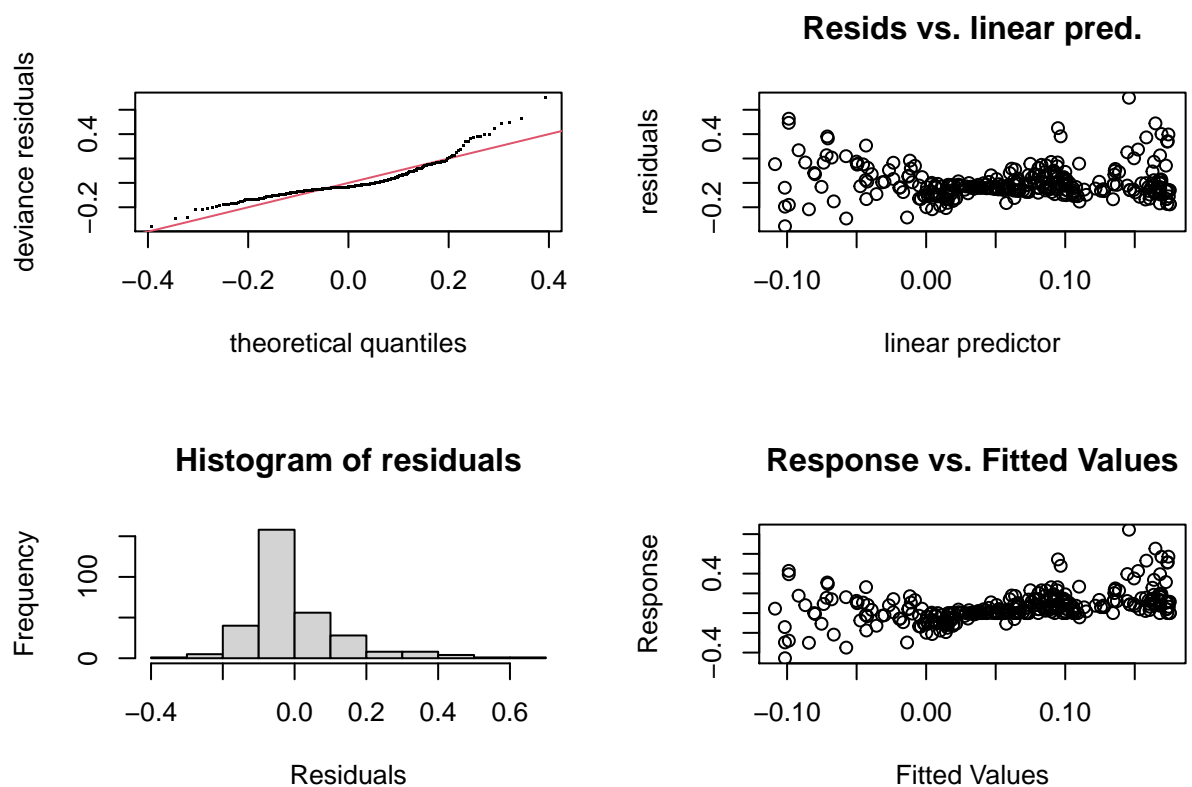 deviance residuals
−0.2
0.4
−0.4
−0.2
0.0
0.2
0.4
theoretical quantiles
Resids vs. linear pred.
residuals
−0.2
0.4
−0.10
0.00
0.10
linear predictor
Histogram of residuals
Frequency
0
100
−0.4
0.0
0.2
0.4
0.6
Residuals
Response vs. Fitted Values
Response
−0.4
0.4
−0.10
0.00
0.10
Fitted Values